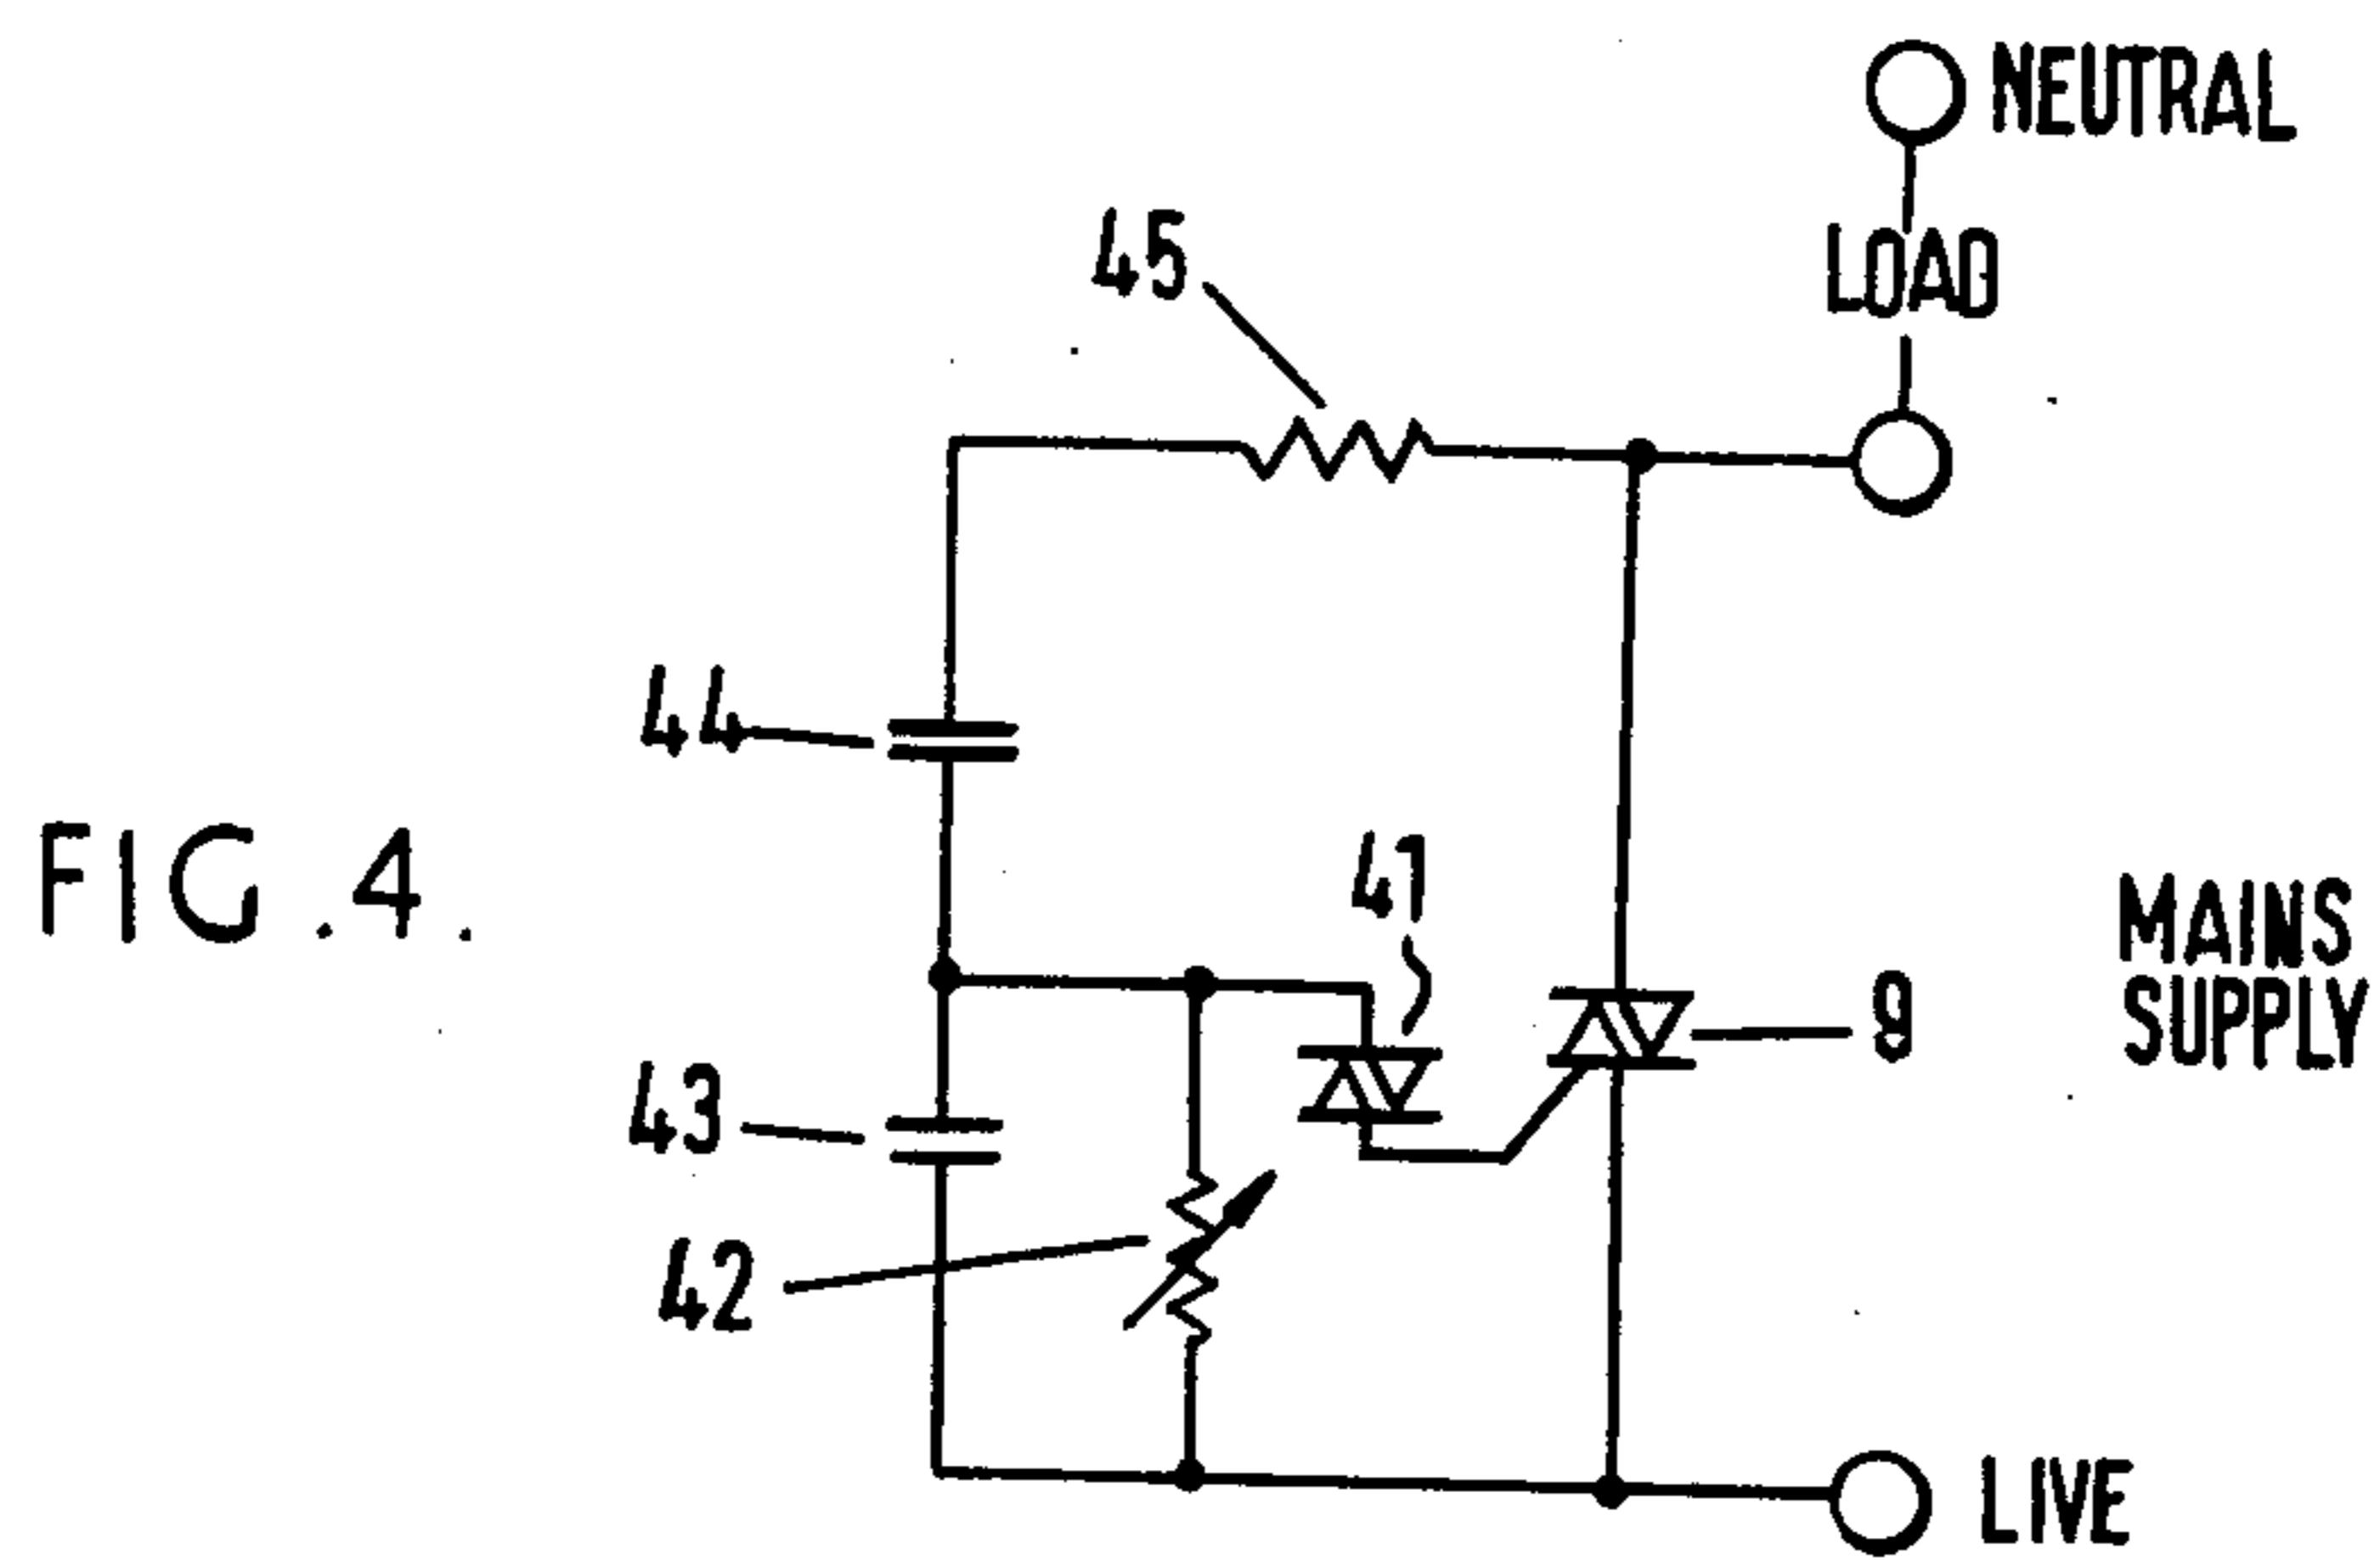 NEUTRAL
LOAD
45
44
FIG.4.
41
MAINS
SUPPLY
9
43
42
LIVE